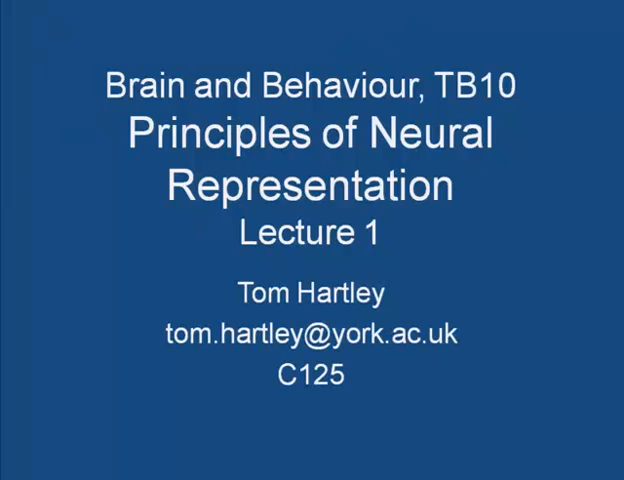 Brain and Behaviour, TB10
Principles of Neural
Representation
Lecture 1
Tom Hartley
tom.hartley@york.ac.uk
C125